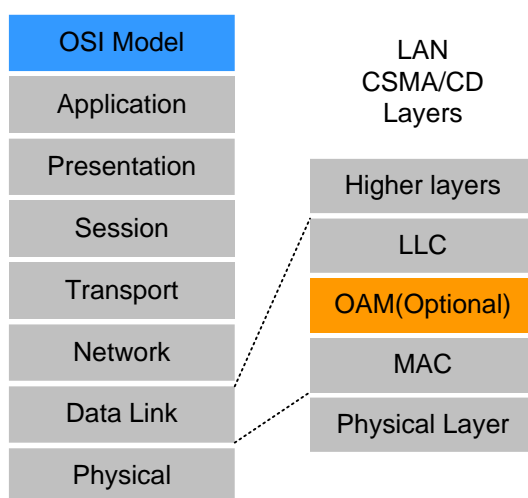 OSI Model
Application
Presentation
Session
Transport
Network
Data Link
Physical
LAN
CSMA/CD
Layers
Higher layers
LLC
OAM(Optional)
MAC
Physical Layer